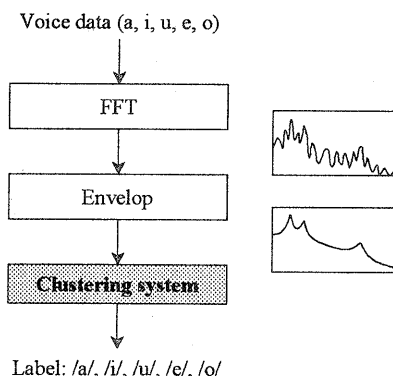 Voice data (a, i, u, e, o)
FFT
Envelop
Clustering system
Label: /a/, /i/, /u/, /e/, /o/